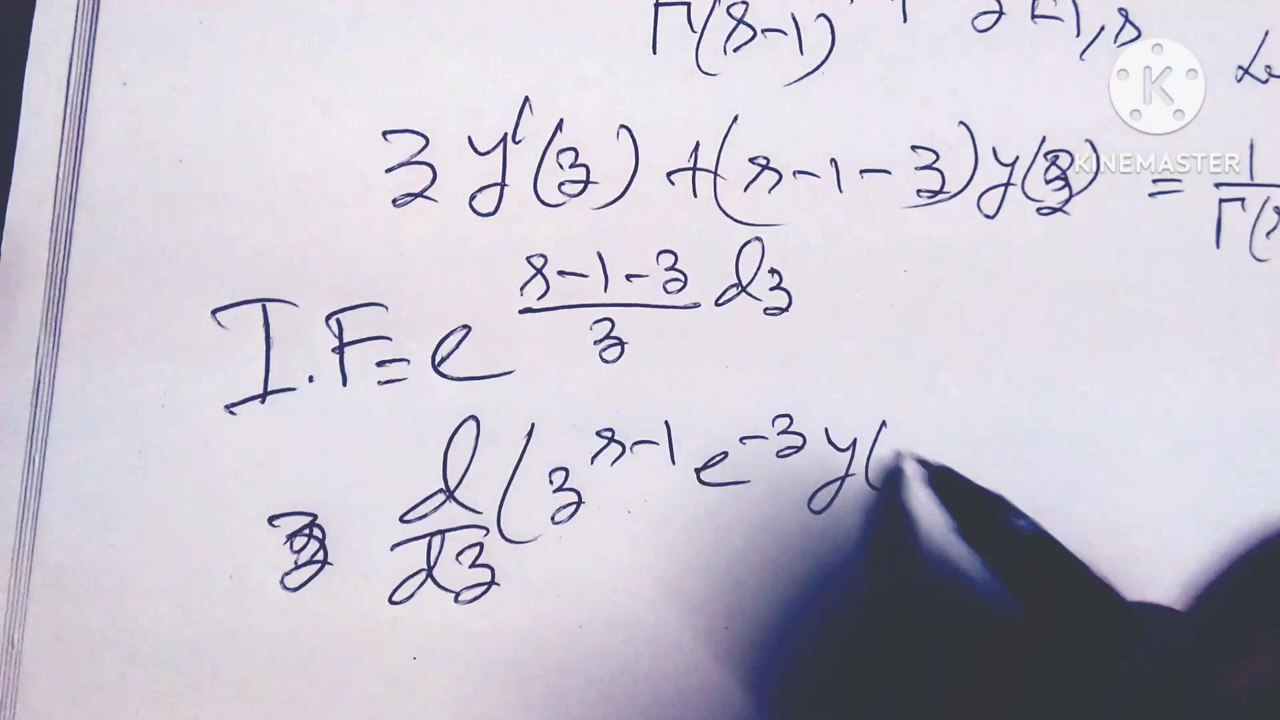 Γ(s-1)
K KINEMASTER
z y'(z) + (s-1-z) y(z) = 1/Γ(
I.F = e^((s-1-z)/z dz)
d/dz (z^(s-1) e^(-z) y(